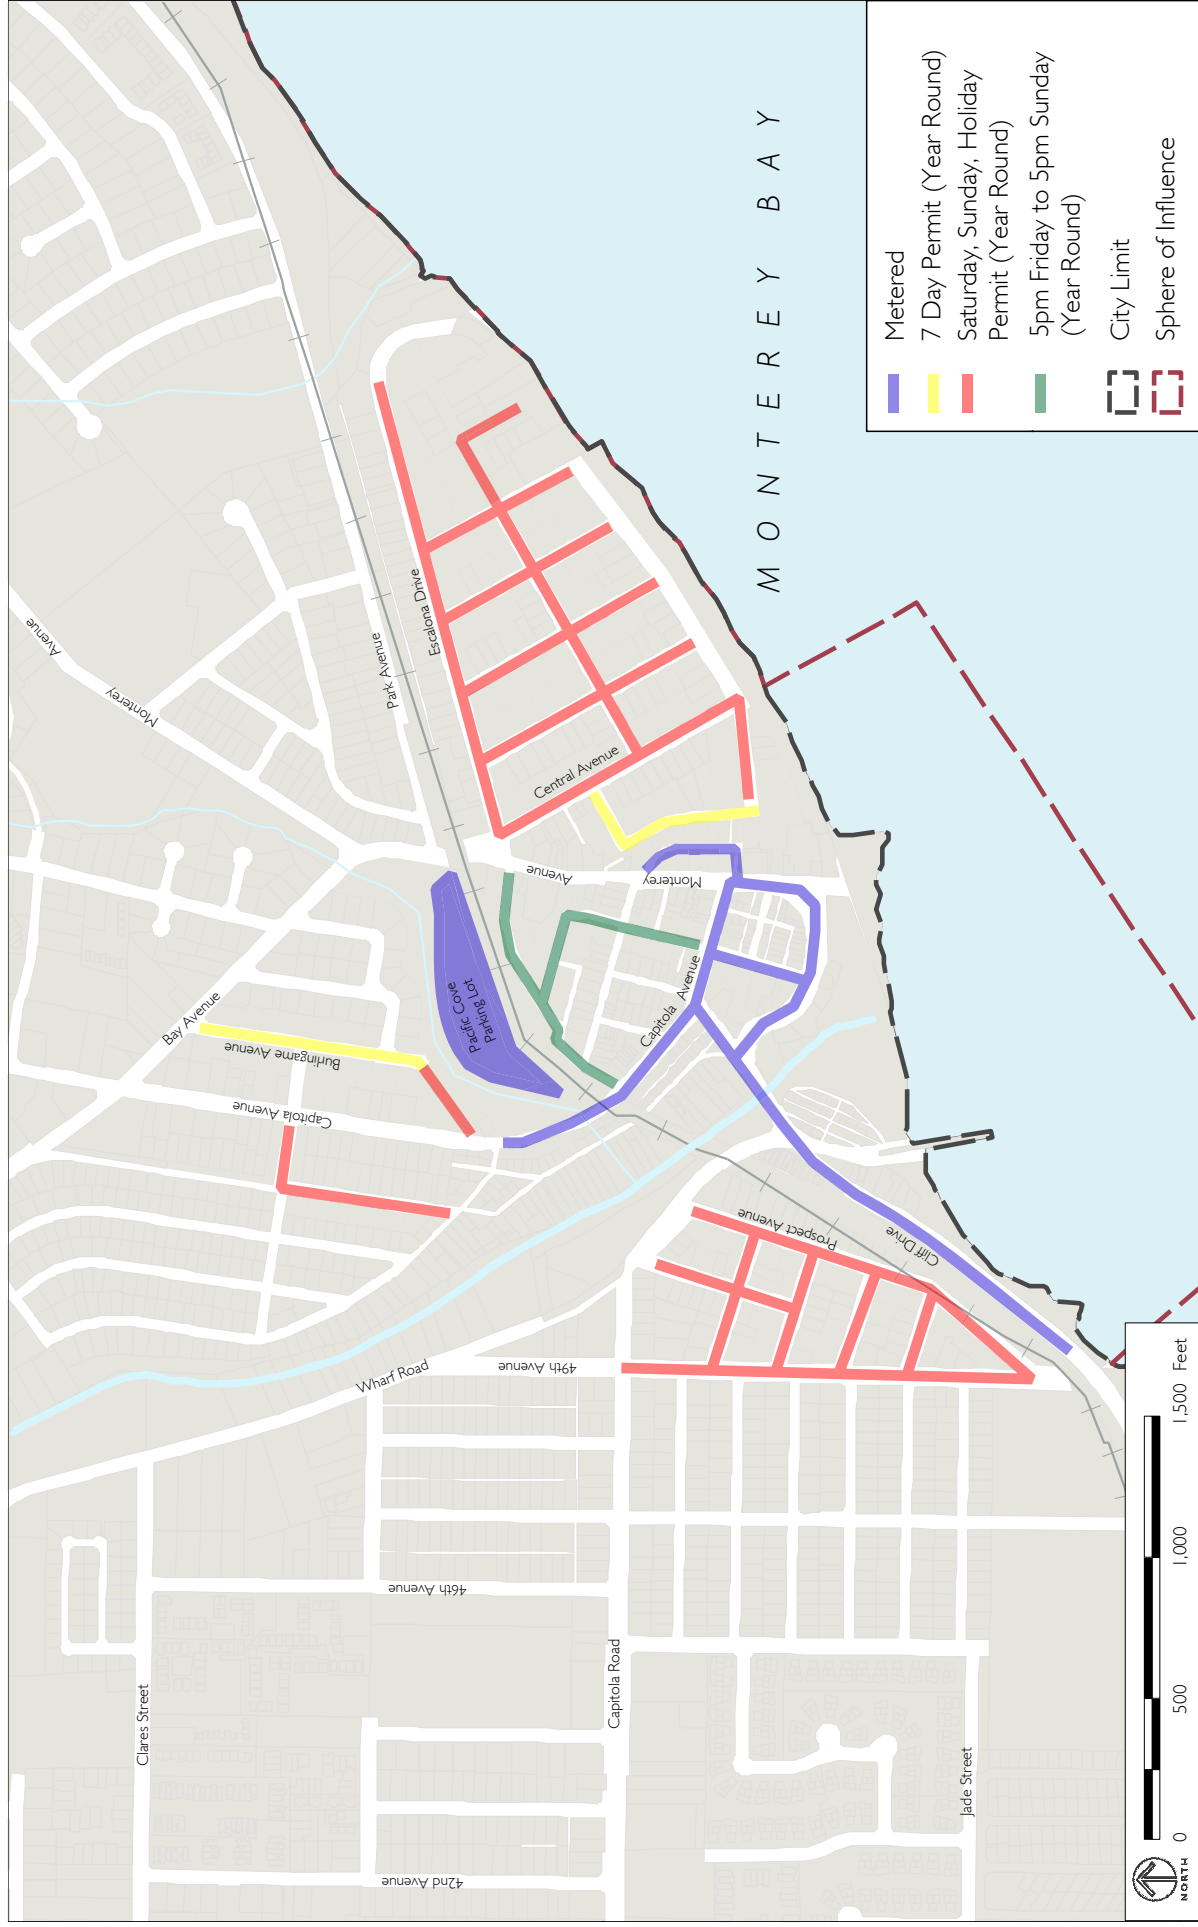 Avenue
Monterey
Park Avenue
Escalona Drive
Central Avenue
Avenue
Monterey
Bay Avenue
Burlingame Avenue
Capitola Avenue
Pacific Cove
Parking Lot
Capitola Avenue
Prospect Avenue
Cliff Drive
Wharf Road
49th Avenue
46th Avenue
Capitola Road
Clares Street
42nd Avenue
Jade Street
MONTEREY BAY
Metered
7 Day Permit (Year Round)
Saturday, Sunday, Holiday
Permit (Year Round)
5pm Friday to 5pm Sunday
(Year Round)
City Limit
Sphere of Influence
NORTH
0 500 1,000 1,500 Feet